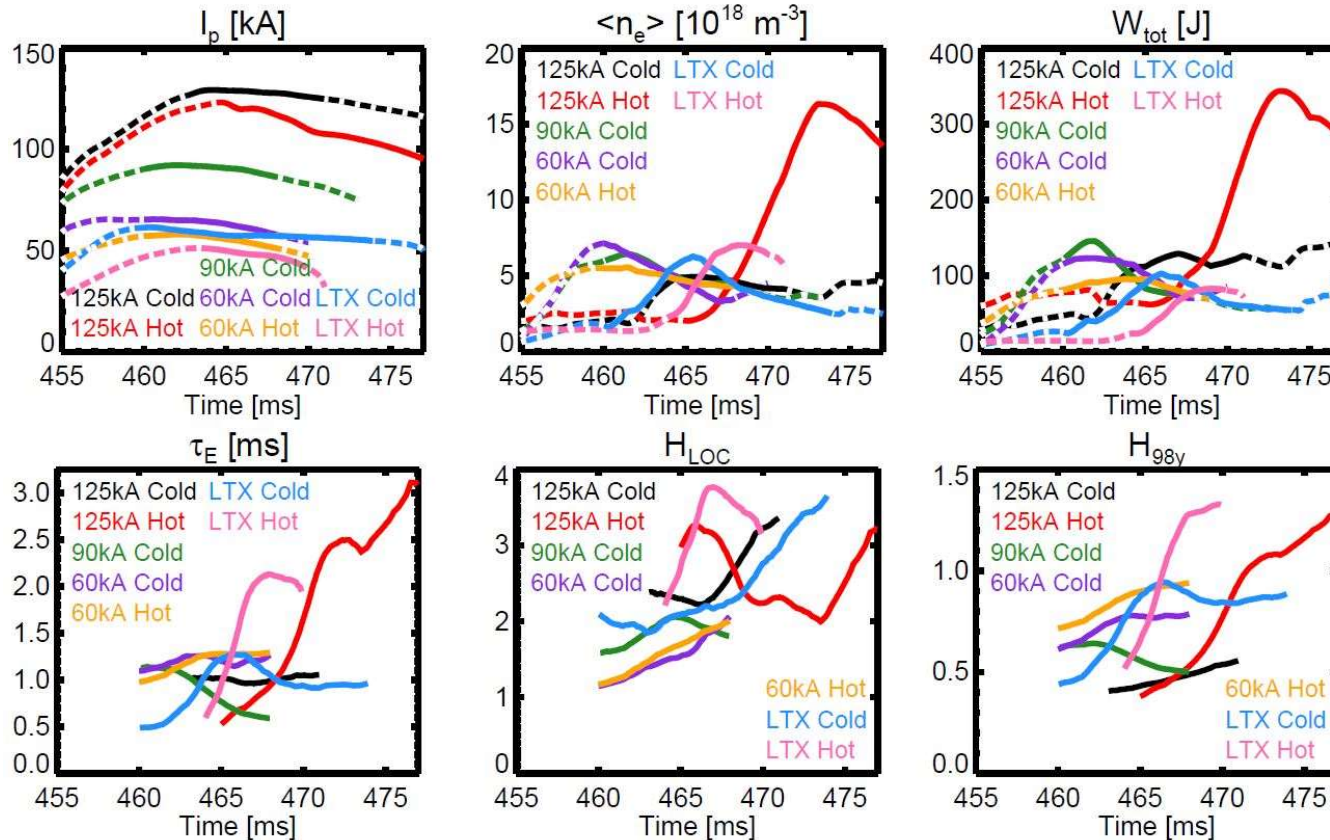 I_p [kA]
150
100
50
0
90kA Cold
125kA Cold 60kA Cold LTX Cold
125kA Hot 60kA Hot LTX Hot
455 460 465 470 475
Time [ms]
<n_e> [10^18 m^-3]
20
15
10
5
0
125kA Cold LTX Cold
125kA Hot LTX Hot
90kA Cold
60kA Cold
60kA Hot
455 460 465 470 475
Time [ms]
W_tot [J]
400
300
200
100
0
125kA Cold LTX Cold
125kA Hot LTX Hot
90kA Cold
60kA Cold
60kA Hot
455 460 465 470 475
Time [ms]
τ_E [ms]
3.0
2.5
2.0
1.5
1.0
0.5
0.0
125kA Cold LTX Cold
125kA Hot LTX Hot
90kA Cold
60kA Cold
60kA Hot
455 460 465 470 475
Time [ms]
H_LOC
4
3
2
1
0
125kA Cold
125kA Hot
90kA Cold
60kA Cold
60kA Hot
LTX Cold
LTX Hot
455 460 465 470 475
Time [ms]
H_98y
1.5
1.0
0.5
0.0
125kA Cold
125kA Hot
90kA Cold
60kA Cold
60kA Hot
LTX Cold
LTX Hot
455 460 465 470 475
Time [ms]